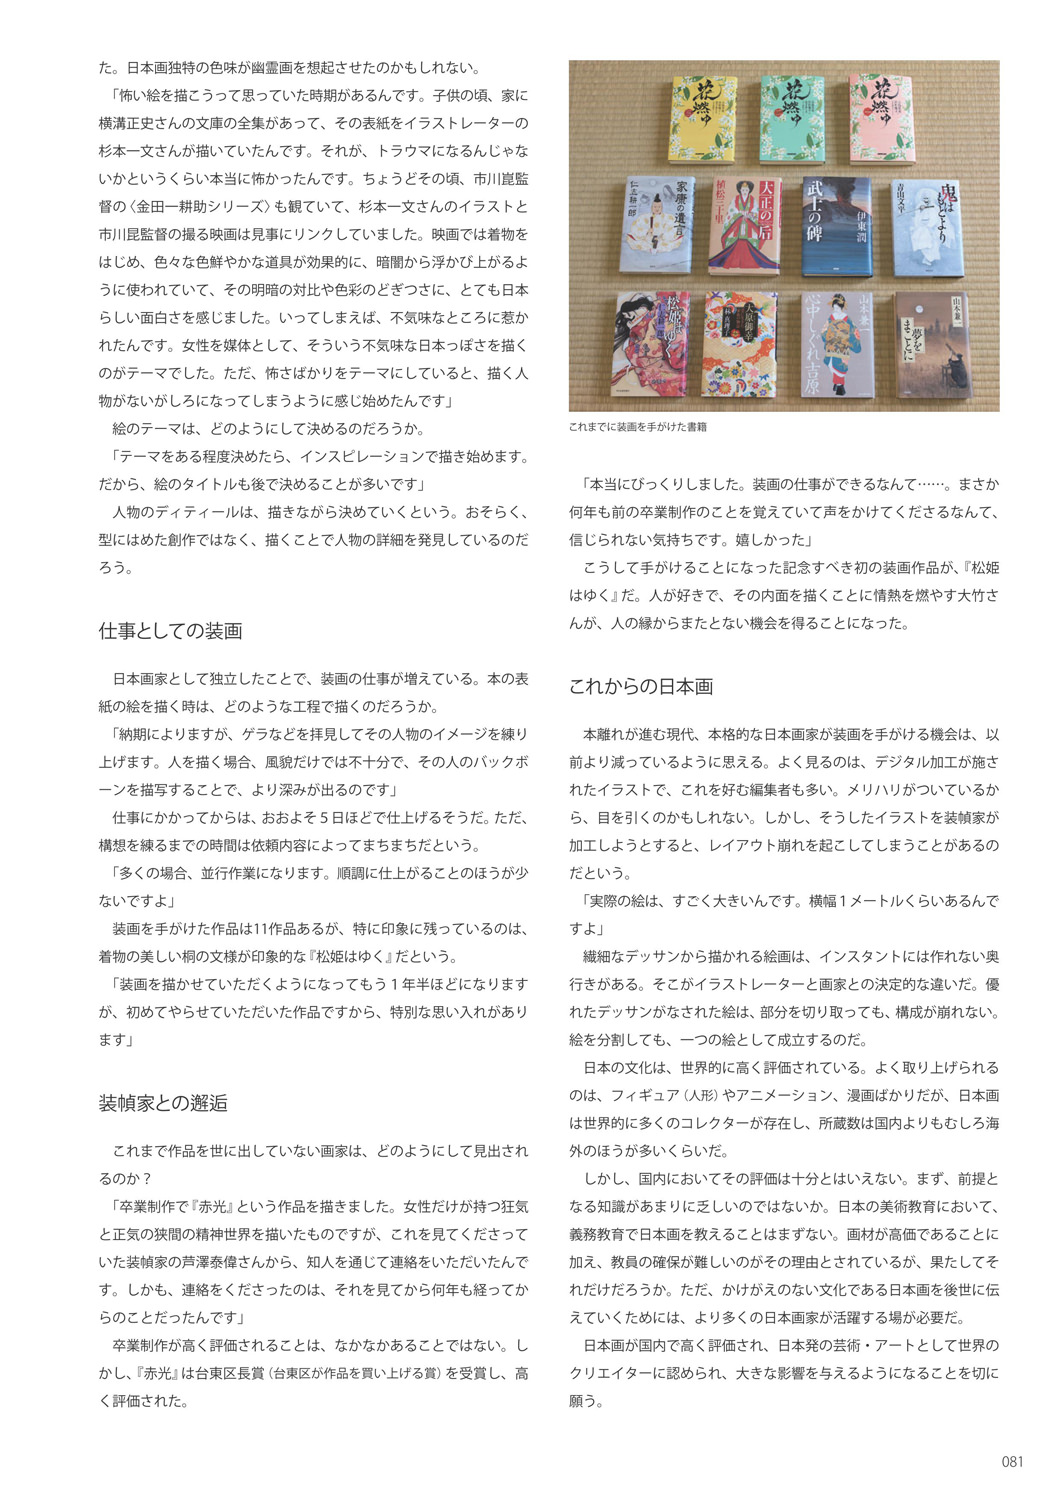 た。日本画独特の色味が幽霊画を想起させたのかもしれない。
「怖い絵を描こうって思っていた時期があるんです。子供の頃、家に
横溝正史さんの文庫の全集があって、その表紙をイラストレーターの
杉本一文さんが描いていたんです。それが、トラウマになるんじゃな
いかというくらい本当に怖かったんです。ちょうどその頃、市川崑監
督の〈金田一耕助シリーズ〉も観ていて、杉本一文さんのイラストと
市川崑監督の撮る映画は見事にリンクしていました。映画では着物を
はじめ、色々な色鮮やかな道具が効果的に、暗闇から浮かび上がるよ
うに使われていて、その明暗の対比や色彩のどぎつさに、とても日本
らしい面白さを感じました。いってしまえば、不気味なところに惹か
れたんです。女性を媒体として、そういう不気味な日本っぽさを描く
のがテーマでした。ただ、怖さばかりをテーマにしていると、描く人
物がないがしろになってしまうように感じ始めたんです」
絵のテーマは、どのようにして決めるのだろうか。
「テーマをある程度決めたら、インスピレーションで描き始めます。
だから、絵のタイトルも後で決めることが多いです」
人物のディティールは、描きながら決めていくという。おそらく、
型にはめた創作ではなく、描くことで人物の詳細を発見しているのだ
ろう。
仕事としての装画
日本画家として独立したことで、装画の仕事が増えている。本の表
紙の絵を描く時は、どのような工程で描くのだろうか。
「納期によりますが、ゲラなどを拝見してその人物のイメージを練り
上げます。人を描く場合、風貌だけでは不十分で、その人のバックボ
ーンを描写することで、より深みが出るのです」
仕事にかかってからは、おおよそ5日ほどで仕上げるそうだ。ただ、
構想を練るまでの時間は依頼内容によってまちまちだという。
「多くの場合、並行作業になります。順調に仕上がることのほうが少
ないですよ」
装画を手がけた作品は11作品あるが、特に印象に残っているのは、
着物の美しい桐の文様が印象的な『松姫はゆく』だという。
「装画を描かせていただくようになってもう1年半ほどになります
が、初めてやらせていただいた作品ですから、特別な思い入れがあり
ます」
装幀家との邂逅
これまで作品を世に出していない画家は、どのようにして見出され
るのか？
「卒業制作で『赤光』という作品を描きました。女性だけが持つ狂気
と正気の狭間の精神世界を描いたものですが、これを見てくださって
いた装幀家の芦澤泰偉さんから、知人を通じて連絡をいただいたんで
す。しかも、連絡をくださったのは、それを見てから何年も経ってか
らのことだったんです」
卒業制作が高く評価されることは、なかなかあることではない。し
かし、『赤光』は台東区長賞（台東区が作品を買い上げる賞）を受賞し、高
く評価された。
花燃ゆ
花燃ゆ
花燃ゆ
家康の遺言
仁志耕一郎
大正の后
植松三十里
武士の碑
伊東潤
鬼はもとより
青山文平
松姫はゆく
大原御幸
心中しぐれ吉原
山本兼一
夢をまことに
山本兼一
これまでに装画を手がけた書籍
「本当にびっくりしました。装画の仕事ができるなんて……。まさか
何年も前の卒業制作のことを覚えていて声をかけてくださるなんて、
信じられない気持ちです。嬉しかった」
こうして手がけることになった記念すべき初の装画作品が、『松姫
はゆく』だ。人が好きで、その内面を描くことに情熱を燃やす大竹さ
んが、人の縁からまたとない機会を得ることになった。
これからの日本画
本離れが進む現代、本格的な日本画家が装画を手がける機会は、以
前より減っているように思える。よく見るのは、デジタル加工が施さ
れたイラストで、これを好む編集者も多い。メリハリがついているか
ら、目を引くのかもしれない。しかし、そうしたイラストを装幀家が
加工しようとすると、レイアウト崩れを起こしてしまうことがあるの
だという。
「実際の絵は、すごく大きいんです。横幅1メートルくらいあるんで
すよ」
繊細なデッサンから描かれる絵画は、インスタントには作れない奥
行きがある。そこがイラストレーターと画家との決定的な違いだ。優
れたデッサンがなされた絵は、部分を切り取っても、構成が崩れない。
絵を分割しても、一つの絵として成立するのだ。
日本の文化は、世界的に高く評価されている。よく取り上げられる
のは、フィギュア（人形）やアニメーション、漫画ばかりだが、日本画
は世界的に多くのコレクターが存在し、所蔵数は国内よりもむしろ海
外のほうが多いくらいだ。
しかし、国内においてその評価は十分とはいえない。まず、前提と
なる知識があまりに乏しいのではないか。日本の美術教育において、
義務教育で日本画を教えることはまずない。画材が高価であることに
加え、教員の確保が難しいのがその理由とされているが、果たしてそ
れだけだろうか。ただ、かけがえのない文化である日本画を後世に伝
えていくためには、より多くの日本画家が活躍する場が必要だ。
日本画が国内で高く評価され、日本発の芸術・アートとして世界の
クリエイターに認められ、大きな影響を与えるようになることを切に
願う。
081